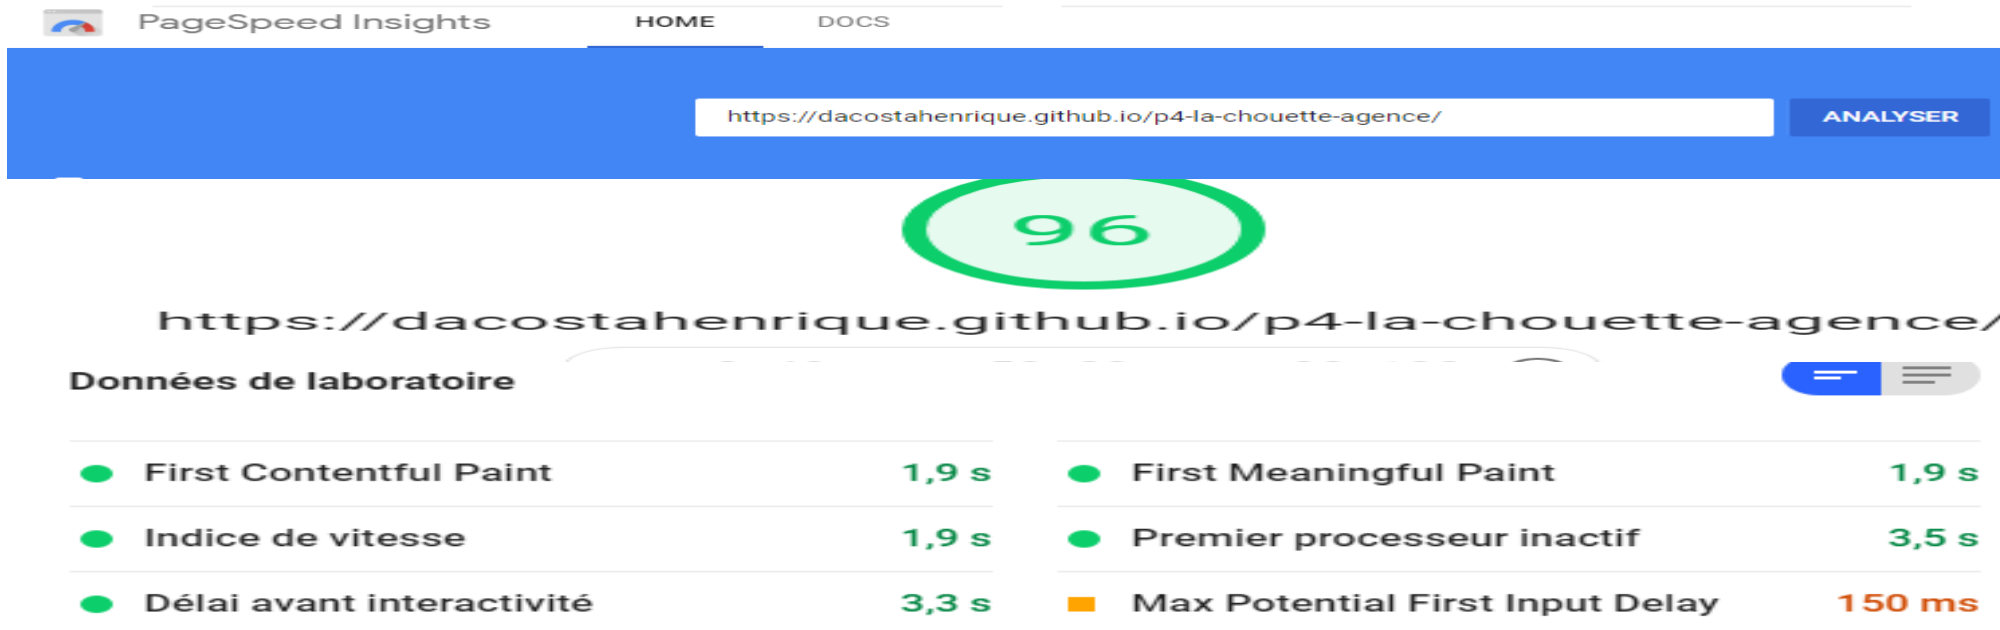 PageSpeed Insights HOME DOCS
https://dacostahenrique.github.io/p4-la-chouette-agence/ ANALYSER
96
https://dacostahenrique.github.io/p4-la-chouette-agence/
Données de laboratoire
First Contentful Paint 1,9 s
First Meaningful Paint 1,9 s
Indice de vitesse 1,9 s
Premier processeur inactif 3,5 s
Délai avant interactivité 3,3 s
Max Potential First Input Delay 150 ms